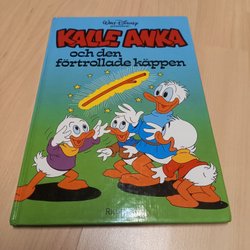 Walt Disney
KALLE ANKA
och den
förtrollade käppen